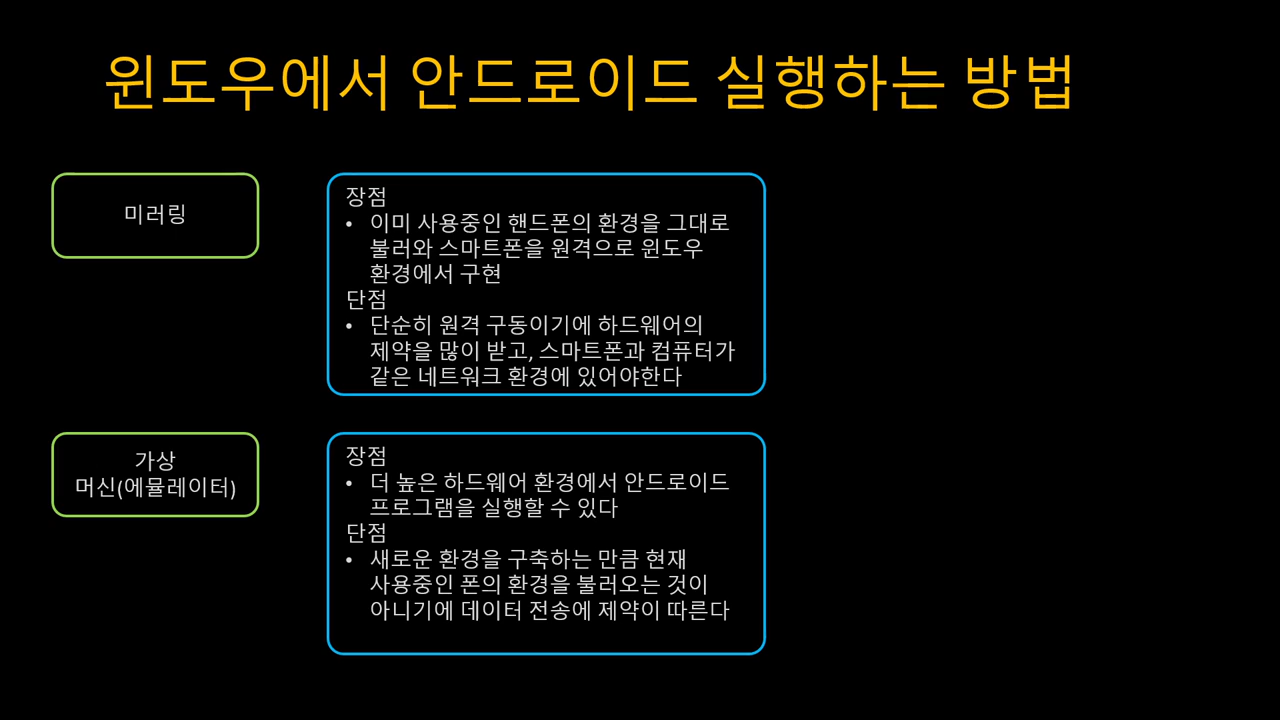 윈도우에서 안드로이드 실행하는 방법
미러링
장점
• 이미 사용중인 핸드폰의 환경을 그대로
불러와 스마트폰을 원격으로 윈도우
환경에서 구현
단점
• 단순히 원격 구동이기에 하드웨어의
제약을 많이 받고, 스마트폰과 컴퓨터가
같은 네트워크 환경에 있어야한다
가상
머신(에뮬레이터)
장점
• 더 높은 하드웨어 환경에서 안드로이드
프로그램을 실행할 수 있다
단점
• 새로운 환경을 구축하는 만큼 현재
사용중인 폰의 환경을 불러오는 것이
아니기에 데이터 전송에 제약이 따른다